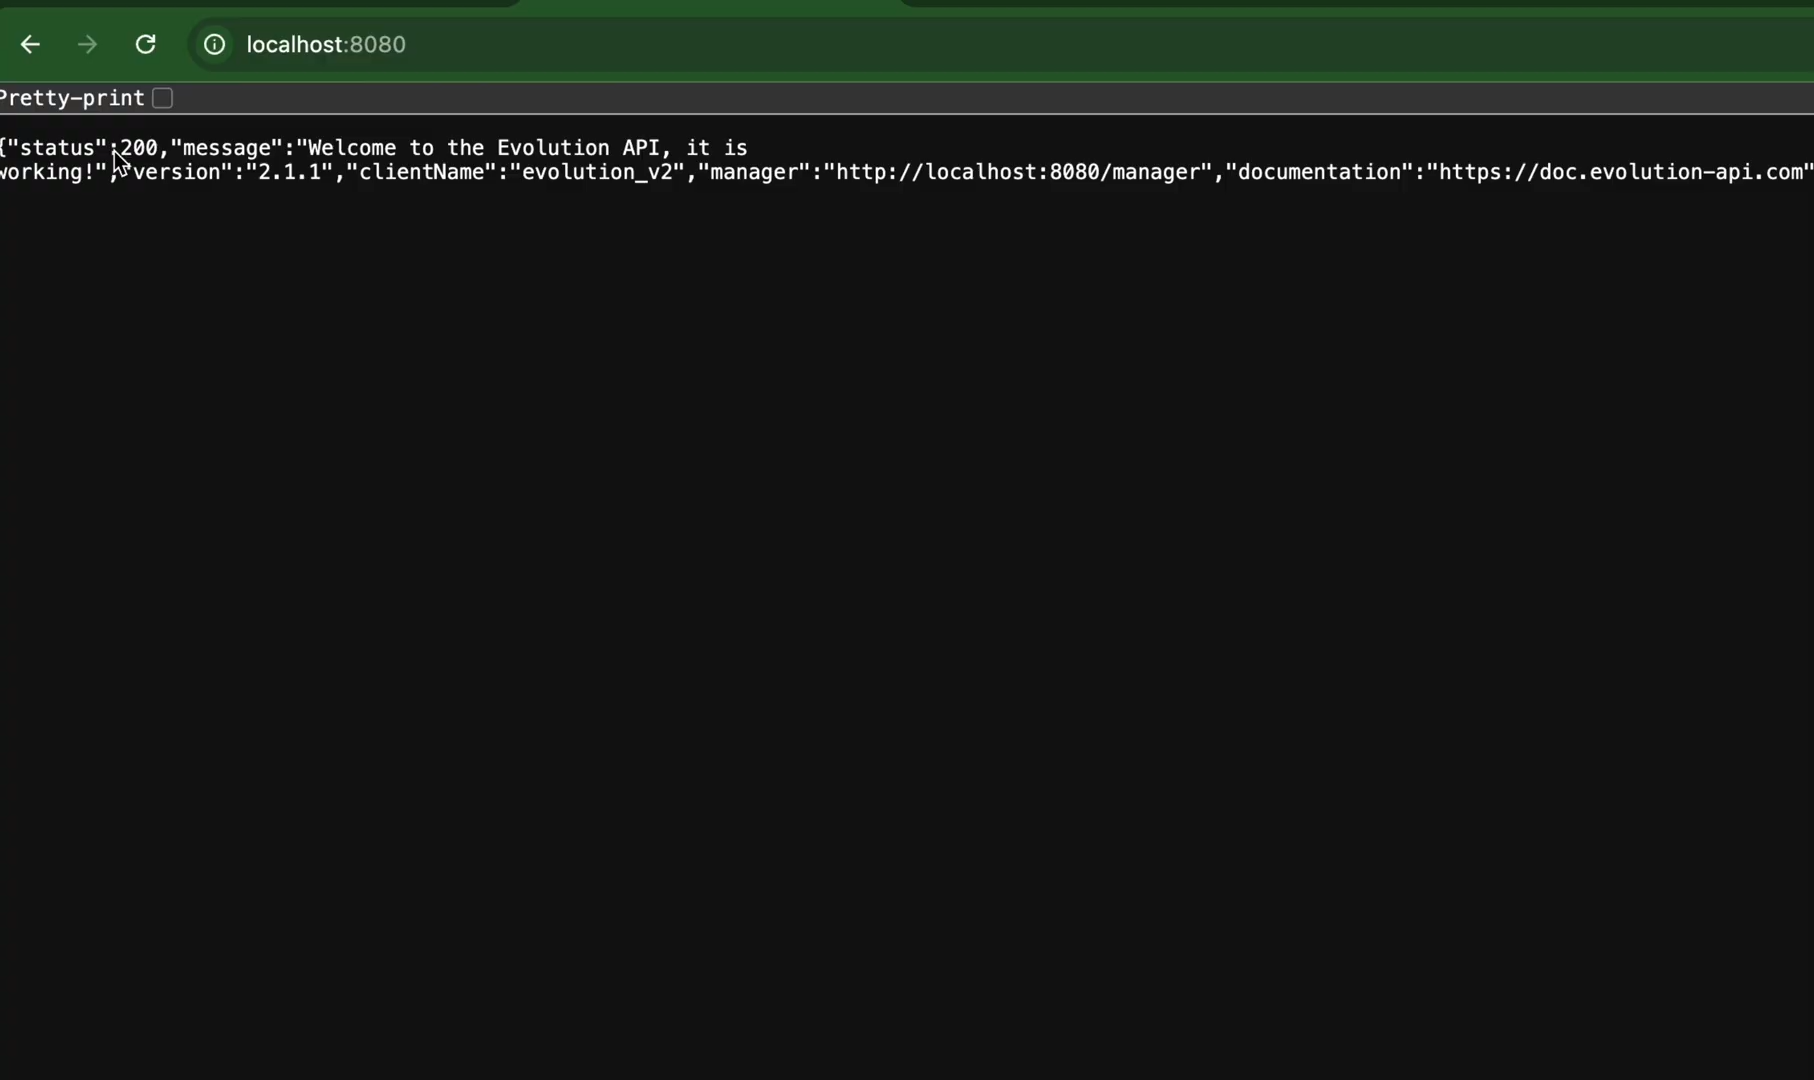 localhost:8080
Pretty-print
{"status":200,"message":"Welcome to the Evolution API, it is
working!","version":"2.1.1","clientName":"evolution_v2","manager":"http://localhost:8080/manager","documentation":"https://doc.evolution-api.com"